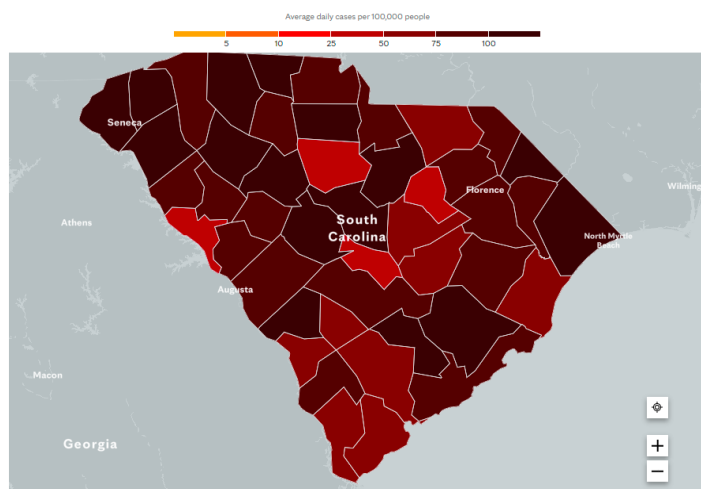 Average daily cases per 100,000 people
5 10 25 50 75 100
Seneca
Athens
South
Carolina
Florence
Wilming
North Myrtle
Beach
Augusta
Macon
Georgia
+
−